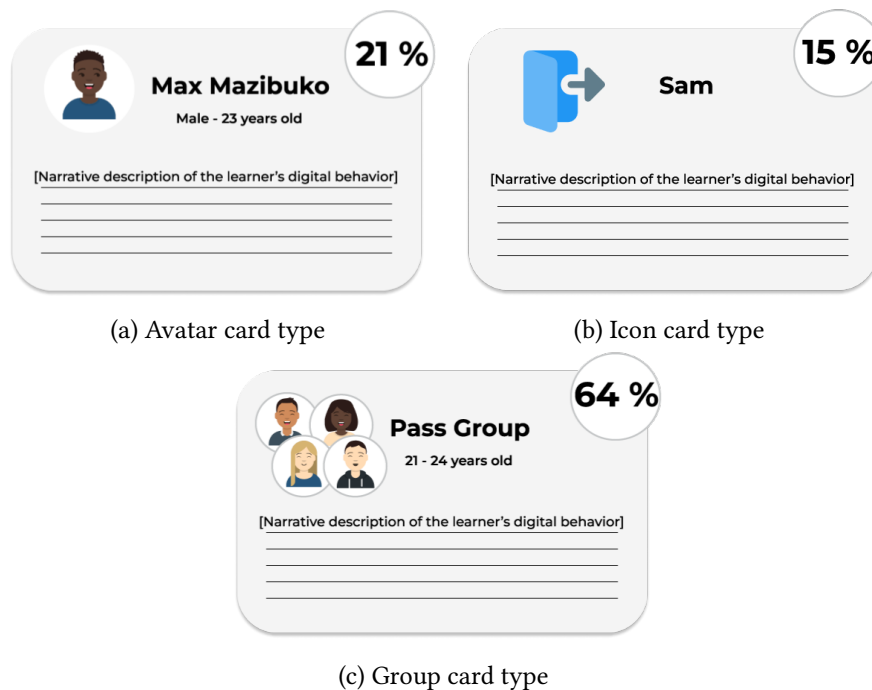 21 %
Max Mazibuko
Male - 23 years old
[Narrative description of the learner's digital behavior]
(a) Avatar card type
15 %
Sam
[Narrative description of the learner's digital behavior]
(b) Icon card type
64 %
Pass Group
21 - 24 years old
[Narrative description of the learner's digital behavior]
(c) Group card type